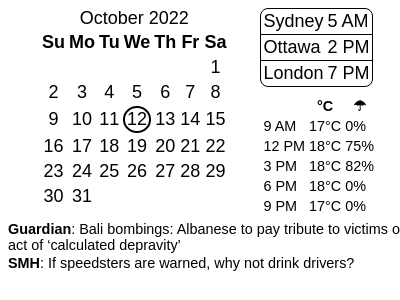 October 2022
Su Mo Tu We Th Fr Sa
1
2 3 4 5 6 7 8
9 10 11 12 13 14 15
16 17 18 19 20 21 22
23 24 25 26 27 28 29
30 31
Sydney 5 AM
Ottawa 2 PM
London 7 PM
°C ☂
9 AM 17°C 0%
12 PM 18°C 75%
3 PM 18°C 82%
6 PM 18°C 0%
9 PM 17°C 0%
Guardian: Bali bombings: Albanese to pay tribute to victims o
act of ‘calculated depravity’
SMH: If speedsters are warned, why not drink drivers?